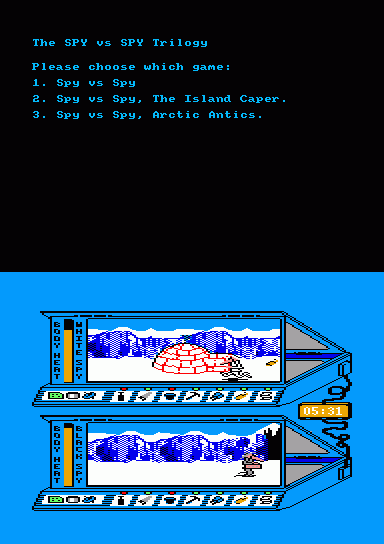 The SPY vs SPY Trilogy
Please choose which game:
1. Spy vs Spy
2. Spy vs Spy, The Island Caper.
3. Spy vs Spy, Arctic Antics.
BODY HEAT
WHITE SPY
05:31
BODY HEAT
BLACK SPY